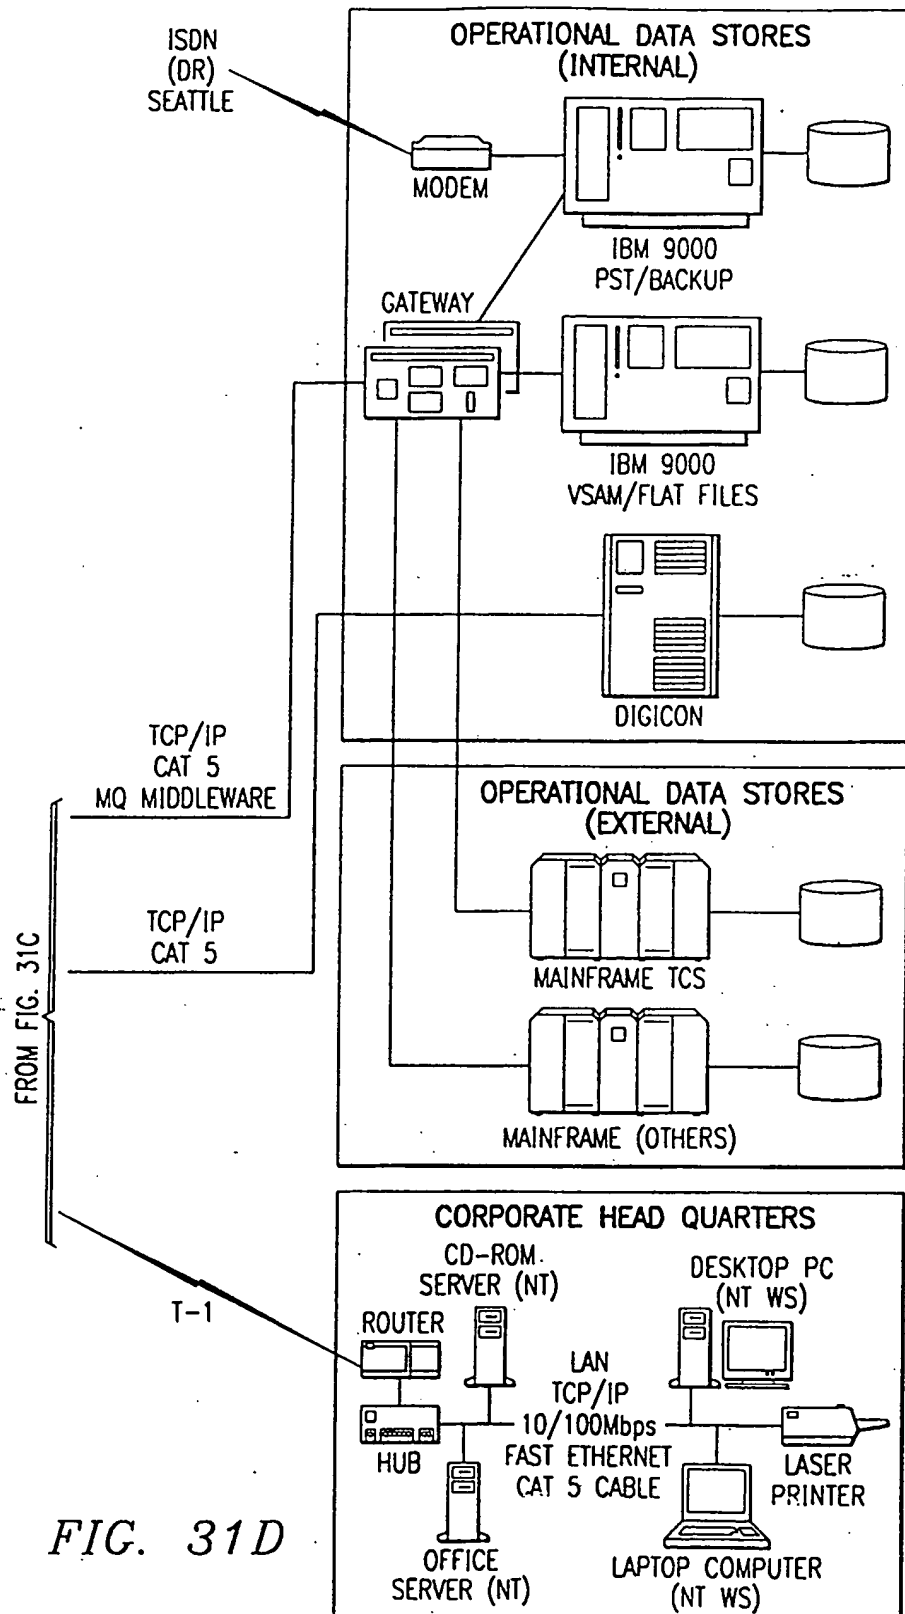 ISDN
(DR)
SEATTLE
OPERATIONAL DATA STORES
(INTERNAL)
MODEM
IBM 9000
PST/BACKUP
GATEWAY
IBM 9000
VSAM/FLAT FILES
DIGICON
TCP/IP
CAT 5
MQ MIDDLEWARE
OPERATIONAL DATA STORES
(EXTERNAL)
TCP/IP
CAT 5
MAINFRAME TCS
FROM FIG. 31C
MAINFRAME (OTHERS)
CORPORATE HEAD QUARTERS
CD-ROM
SERVER (NT)
DESKTOP PC
(NT WS)
T-1
ROUTER
LAN
TCP/IP
10/100Mbps
FAST ETHERNET
CAT 5 CABLE
HUB
LASER
PRINTER
OFFICE
SERVER (NT)
LAPTOP COMPUTER
(NT WS)
FIG. 31D